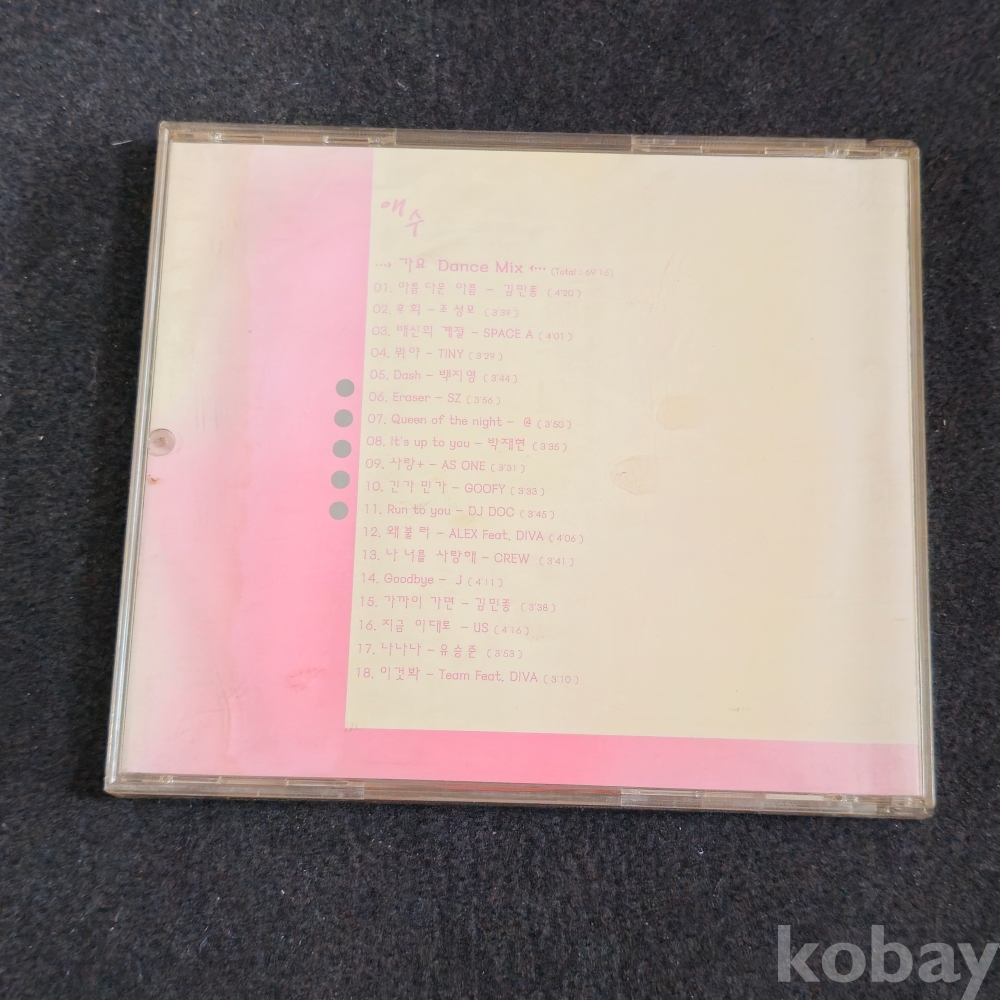 애수
가요 Dance Mix (Total : 69'15)
01. 아름다운 이름 - 김민종 (4'20)
02. 후회 - 조성모 (3'39)
03. 배신의 계절 - SPACE A (4'01)
04. 뭐야 - TINY (3'29)
05. Dash - 백지영 (3'44)
06. Eraser - SZ (3'56)
07. Queen of the night - @ (3'50)
08. It's up to you - 박재현 (3'35)
09. 사랑+ - AS ONE (3'31)
10. 긴가 민가 - GOOFY (3'33)
11. Run to you - DJ DOC (3'45)
12. 왜불러 - ALEX Feat. DIVA (4'06)
13. 나 너를 사랑해 - CREW (3'41)
14. Goodbye - J (4'11)
15. 가까이 가면 - 김민종 (3'38)
16. 지금 이대로 - US (4'16)
17. 나나나 - 유승준 (3'53)
18. 이것봐 - Team Feat. DIVA (3'10)
kobay